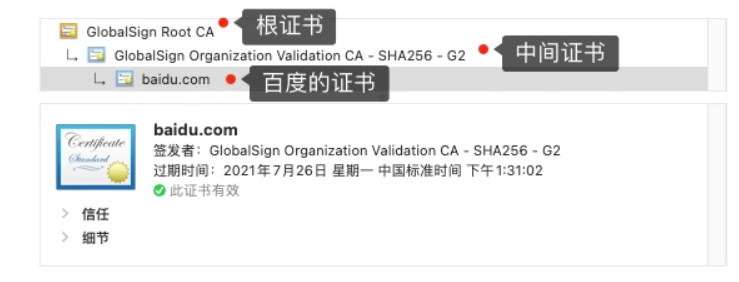 GlobalSign Root CA 根证书
GlobalSign Organization Validation CA - SHA256 - G2 中间证书
baidu.com 百度的证书
Certificate
Standard
baidu.com
签发者：GlobalSign Organization Validation CA - SHA256 - G2
过期时间：2021年7月26日 星期一 中国标准时间 下午1:31:02
此证书有效
信任
细节